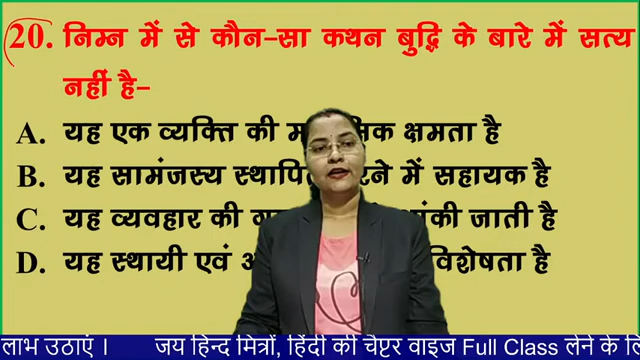 20. निम्न में से कौन-सा कथन बुद्धि के बारे में सत्य
नहीं है-
A. यह एक व्यक्ति की क्षमता है
B. यह सामंजस्य में सहायक है
C. यह व्यवहार की जाती है
D. यह स्थायी एवं विशेषता है
लाभ उठाएं । जय हिन्द मित्रों, हिंदी की चैप्टर वाइज Full Class लेने के